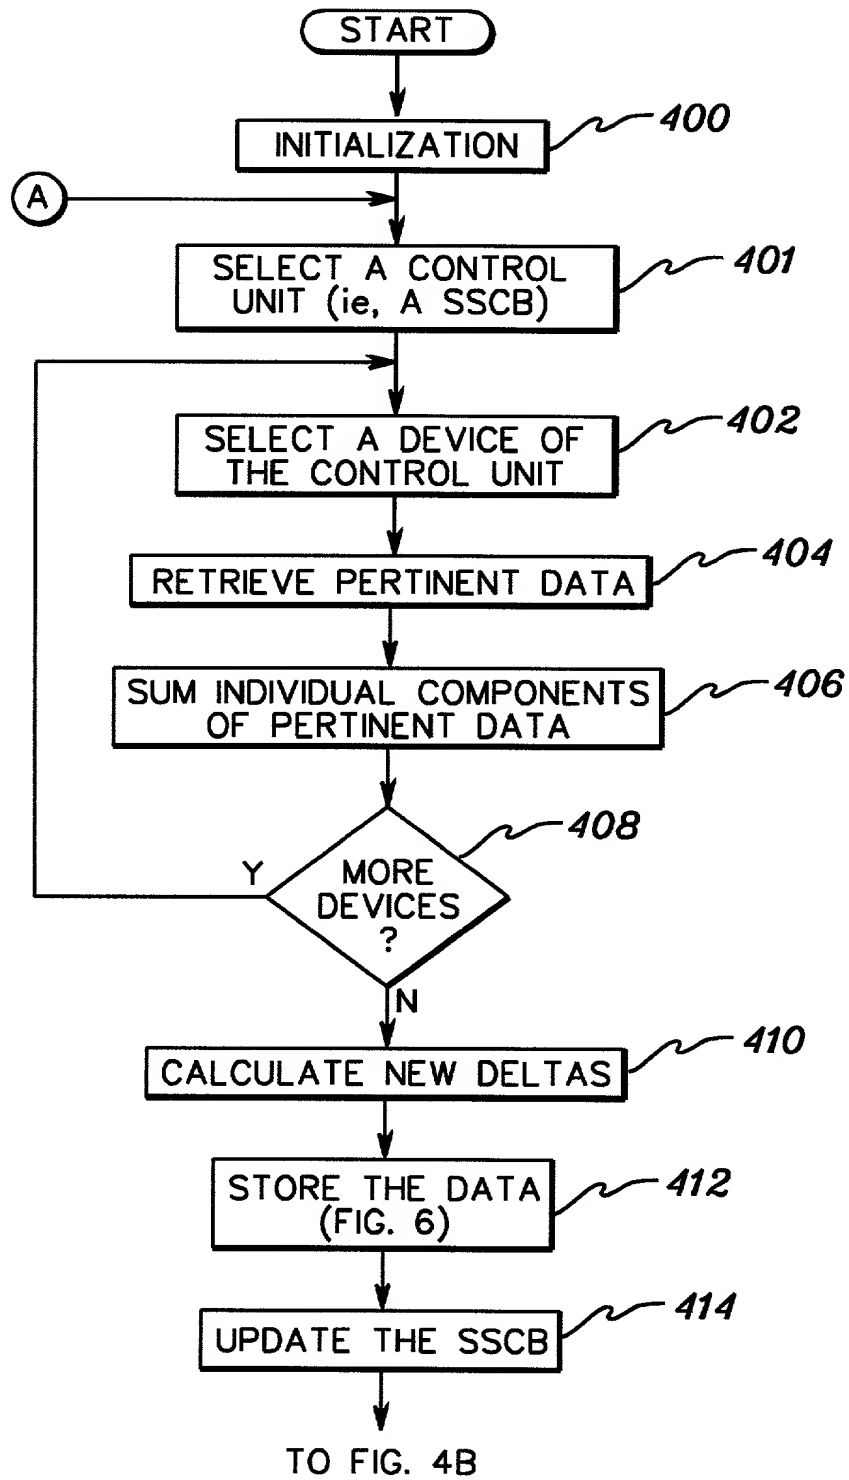 START
INITIALIZATION
400
A
SELECT A CONTROL
UNIT (ie, A SSCB)
401
SELECT A DEVICE OF
THE CONTROL UNIT
402
RETRIEVE PERTINENT DATA
404
SUM INDIVIDUAL COMPONENTS
OF PERTINENT DATA
406
408
Y
MORE
DEVICES
?
N
CALCULATE NEW DELTAS
410
STORE THE DATA
(FIG. 6)
412
UPDATE THE SSCB
414
TO FIG. 4B